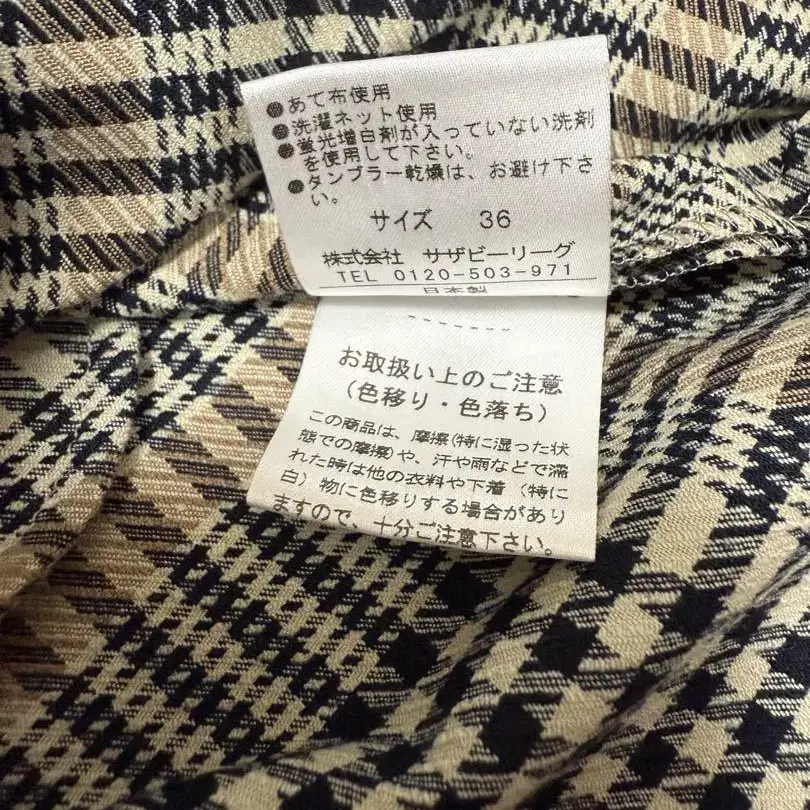 ●あて布使用
●洗濯ネット使用
●蛍光増白剤が入っていない洗剤
を使用して下さい。
●タンブラー乾燥は、お避け下さ
い。
サイズ 36
株式会社 サザビーリーグ
TEL 0120-503-971
日本製
-------
お取扱い上のご注意
(色移り・色落ち)
この商品は、摩擦(特に湿った状
態での摩擦)や、汗や雨などで濡
れた時は他の衣料や下着(特に
白)物に色移りする場合があり
ますので、十分ご注意下さい。